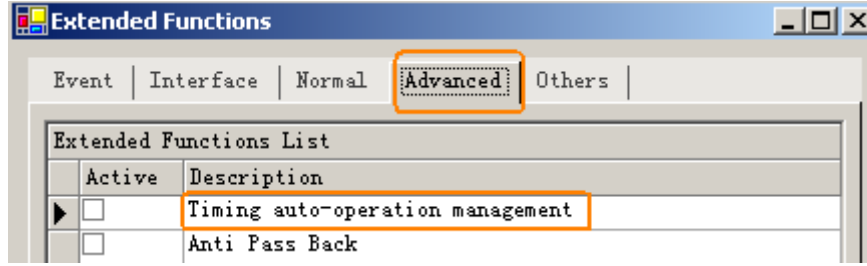 Extended Functions
Event Interface Normal Advanced Others
Extended Functions List
Active Description
Timing auto-operation management
Anti Pass Back